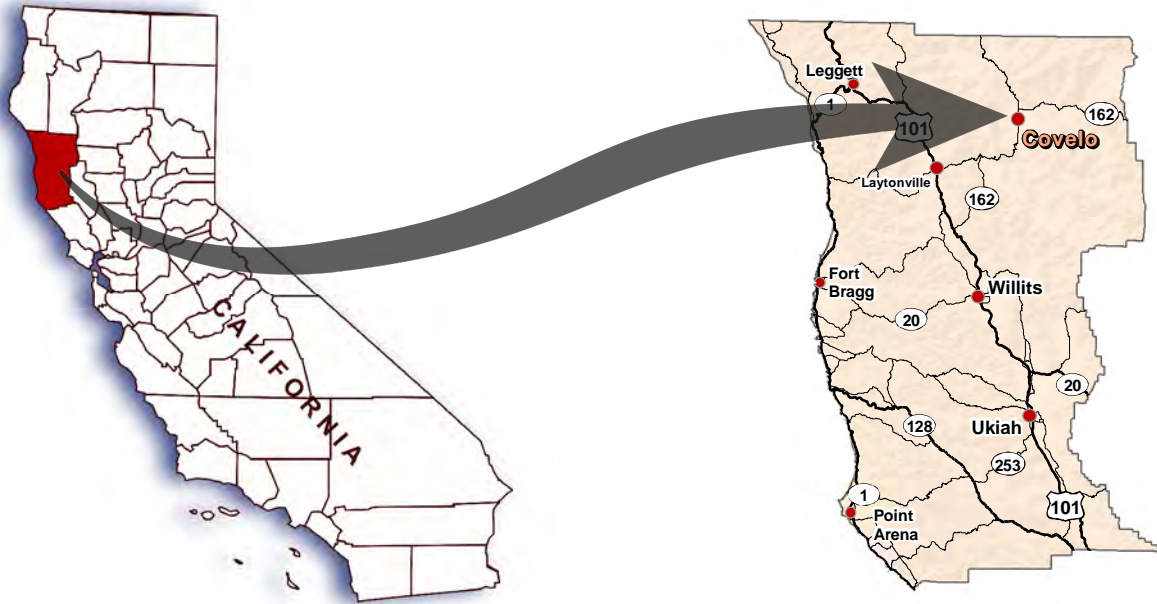 CALIFORNIA
Leggett
1
101
162
Covelo
Laytonville
162
Fort
Bragg
Willits
20
20
128
Ukiah
253
1
Point
Arena
101